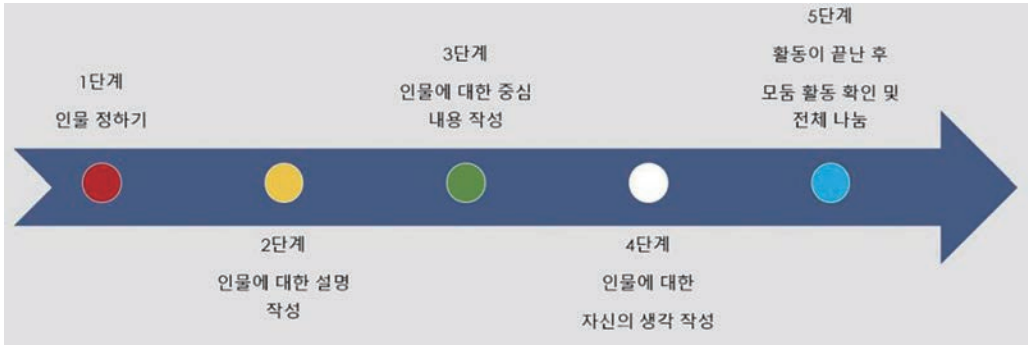 1단계
인물 정하기
2단계
인물에 대한 설명
작성
3단계
인물에 대한 중심
내용 작성
4단계
인물에 대한
자신의 생각 작성
5단계
활동이 끝난 후
모둠 활동 확인 및
전체 나눔